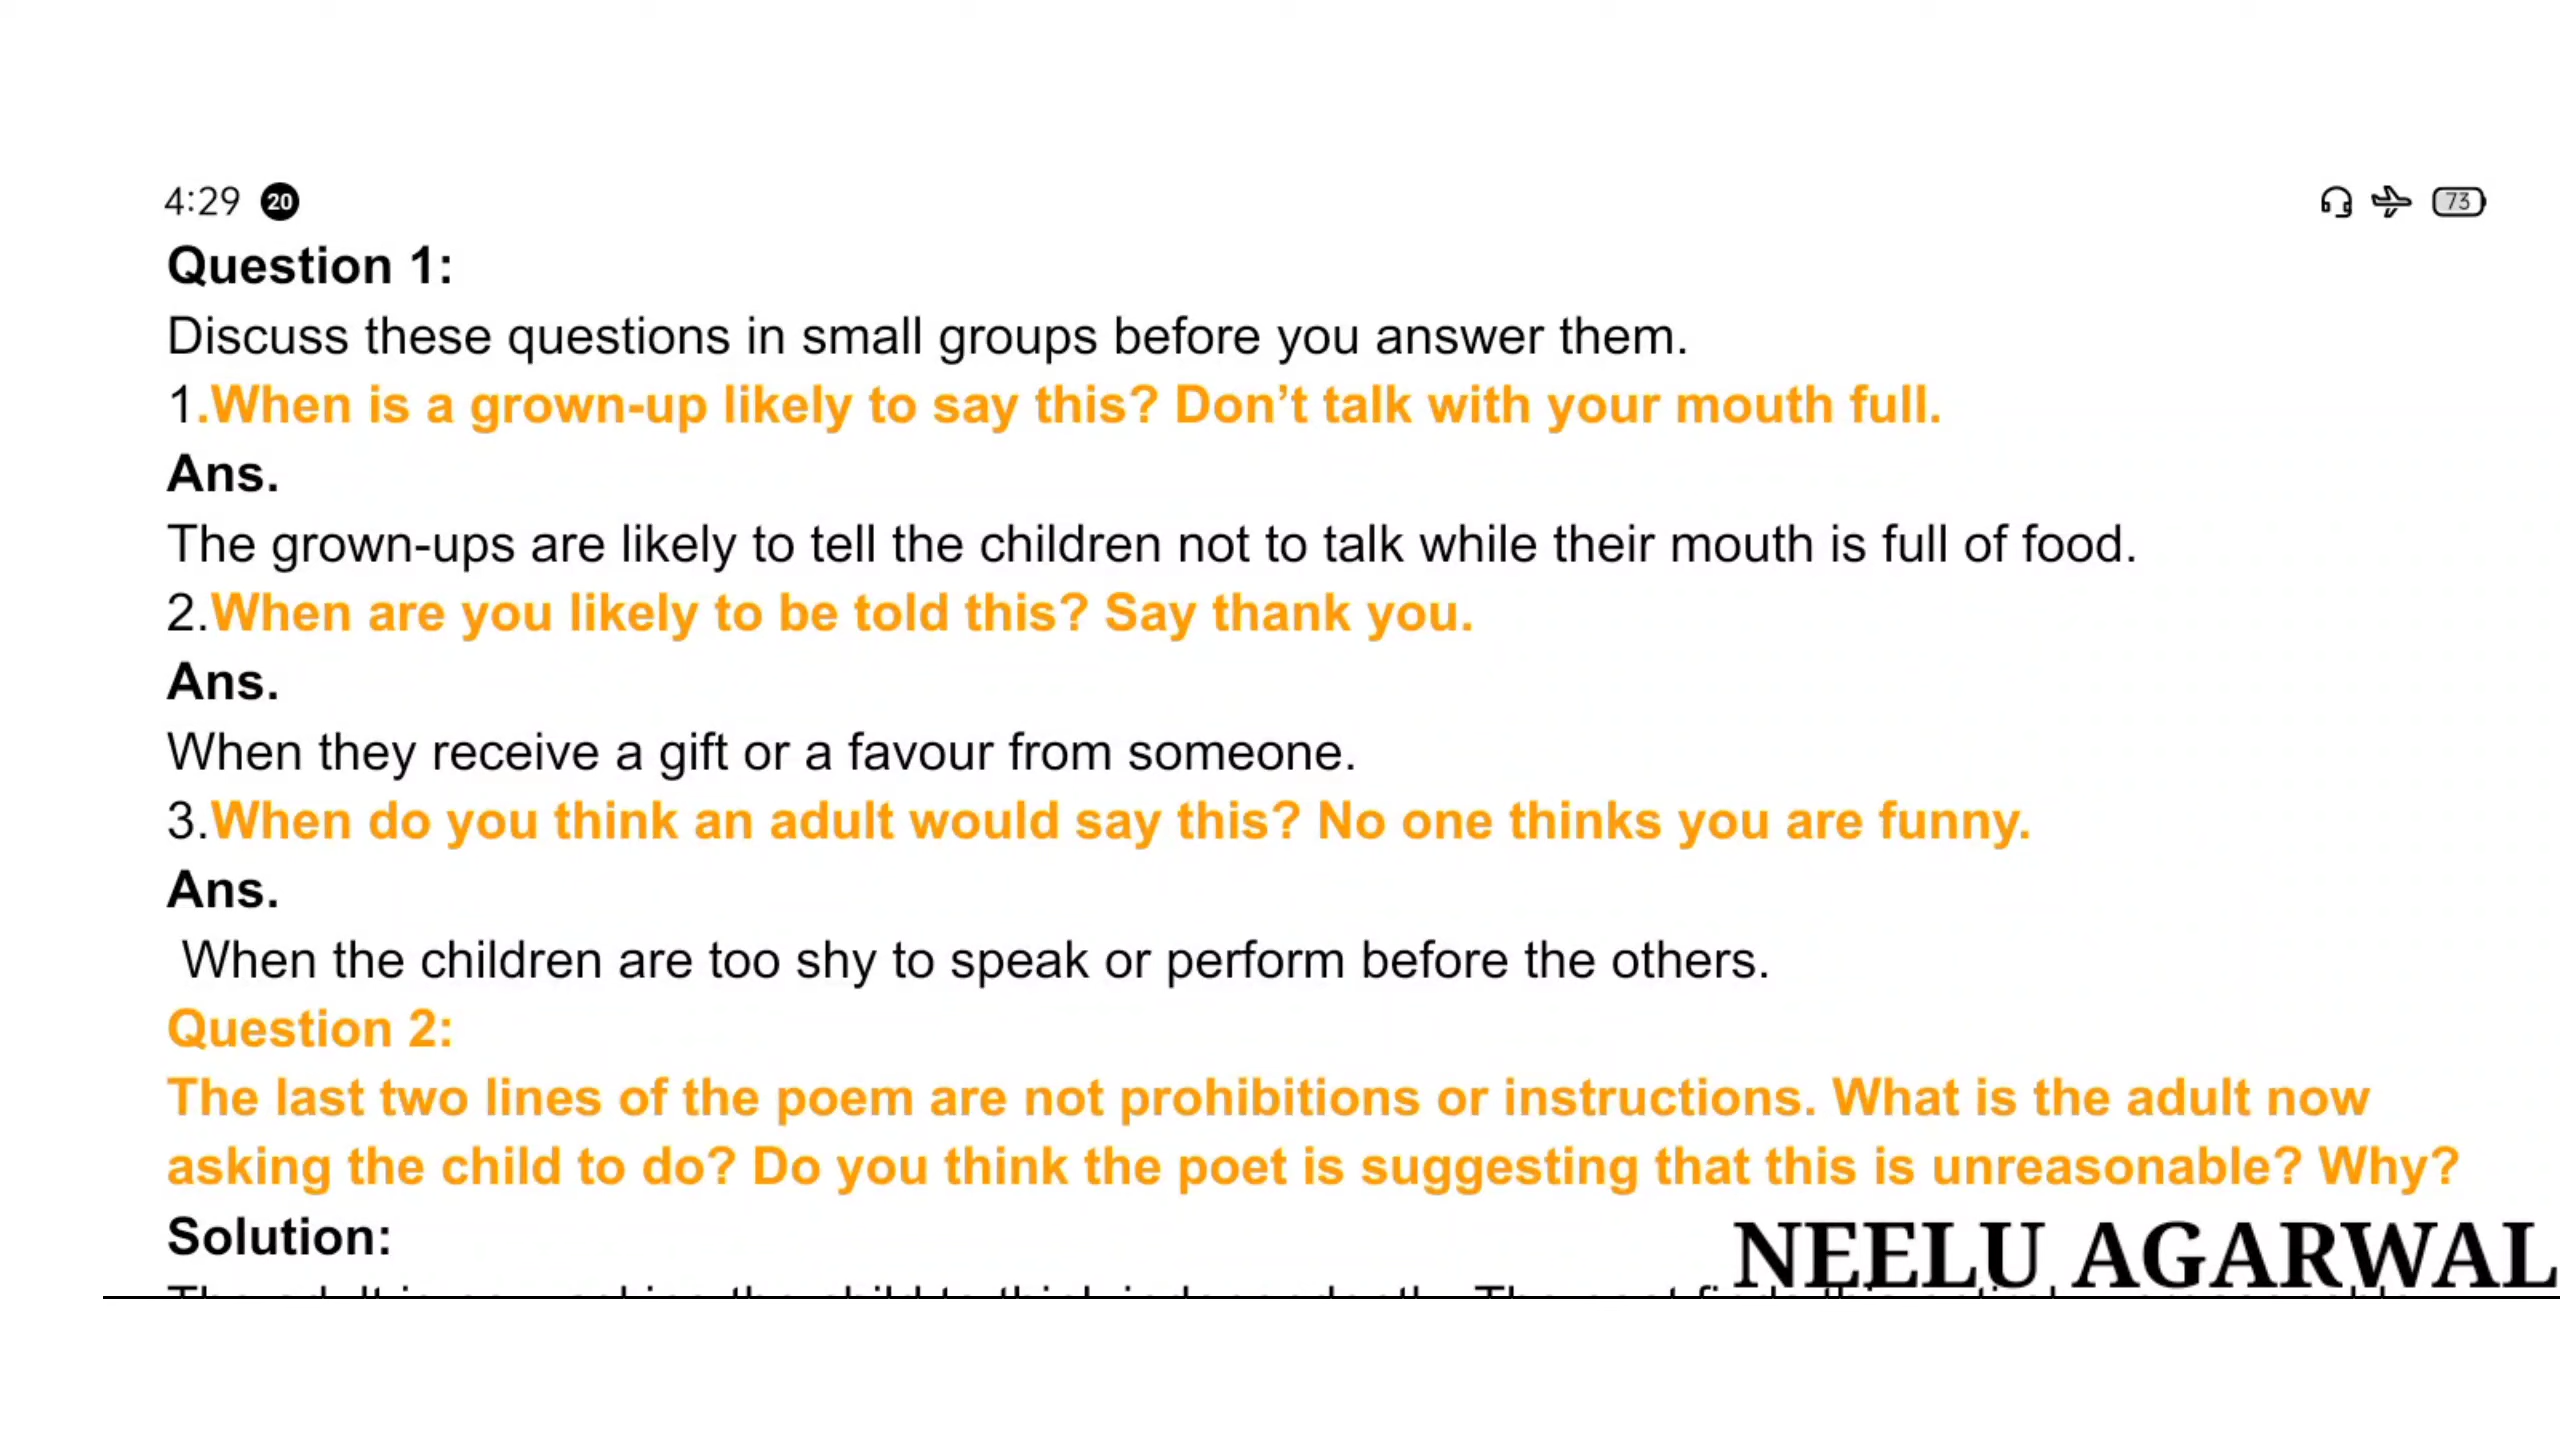 4:29 20 73
Question 1:
Discuss these questions in small groups before you answer them.
1.When is a grown-up likely to say this? Don’t talk with your mouth full.
Ans.
The grown-ups are likely to tell the children not to talk while their mouth is full of food.
2.When are you likely to be told this? Say thank you.
Ans.
When they receive a gift or a favour from someone.
3.When do you think an adult would say this? No one thinks you are funny.
Ans.
When the children are too shy to speak or perform before the others.
Question 2:
The last two lines of the poem are not prohibitions or instructions. What is the adult now
asking the child to do? Do you think the poet is suggesting that this is unreasonable? Why?
Solution:
NEELU AGARWAL